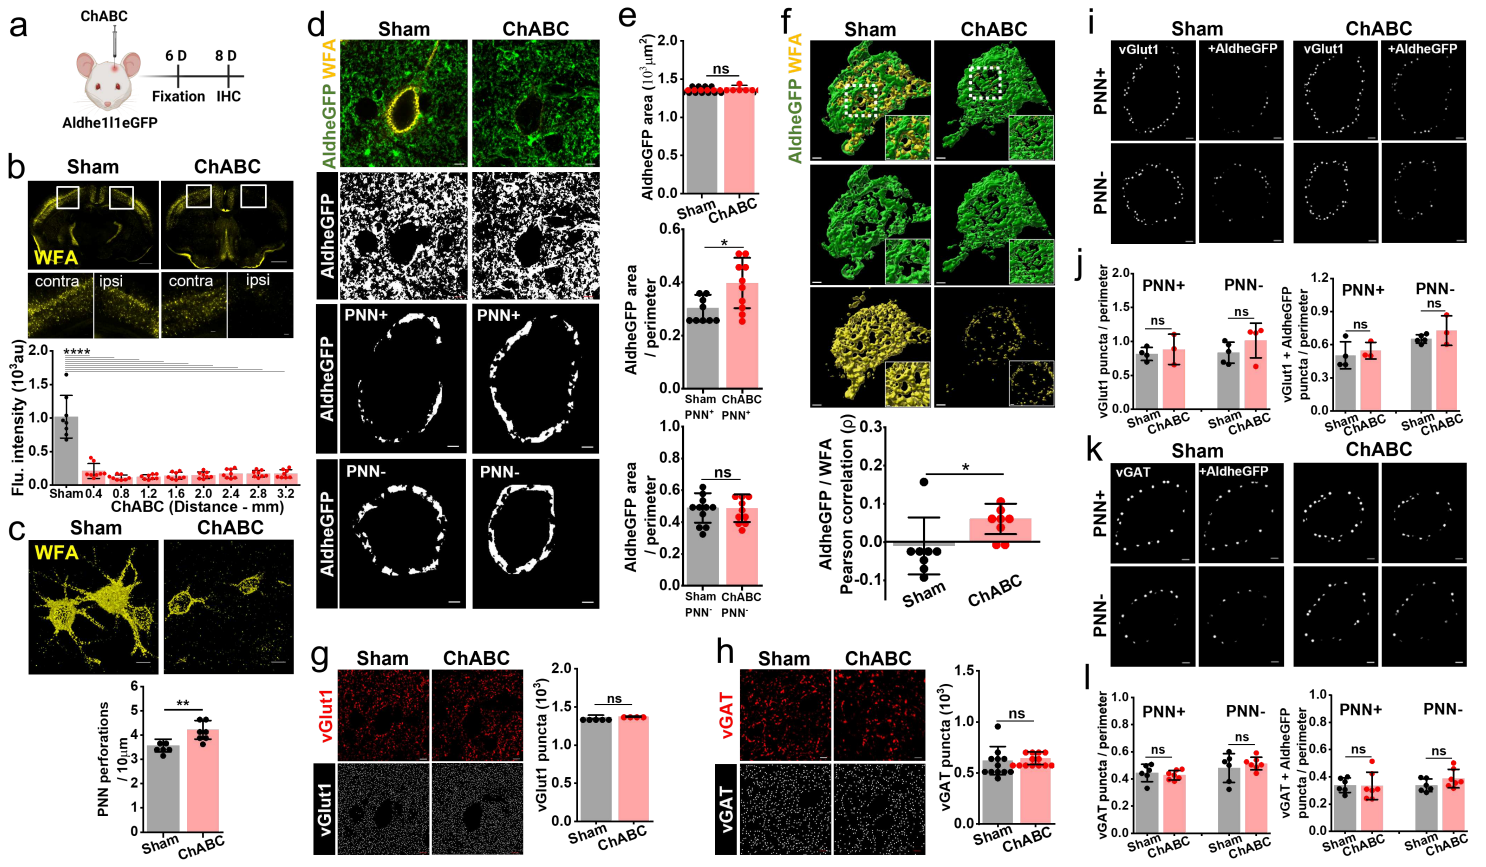 a
ChABC
6 D
8 D
Fixation
IHC
Aldhe1l1eGFP
b
Sham
ChABC
WFA
contra
ipsi
contra
ipsi
Flu. intensity (10³au)
2.0
1.5
1.0
0.5
0.0
****
Sham
0.4
0.8
1.2
1.6
2.0
2.4
2.8
3.2
ChABC (Distance - mm)
c
Sham
ChABC
WFA
PNN perforations
/ 10µm
6
5
4
3
2
1
0
**
Sham
ChABC
d
Sham
ChABC
AldheGFP WFA
AldheGFP
AldheGFP
PNN+
PNN+
AldheGFP
PNN-
PNN-
e
AldheGFP area (10³µm²)
2.0
1.5
1.0
0.5
0.0
ns
Sham
ChABC
AldheGFP area
/ perimeter
0.6
0.4
0.2
0.0
*
Sham
PNN⁺
ChABC
PNN⁺
AldheGFP area
/ perimeter
1.0
0.8
0.6
0.4
0.2
0.0
ns
Sham
PNN⁻
ChABC
PNN⁻
f
Sham
ChABC
AldheGFP WFA
AldheGFP / WFA
Pearson correlation (ρ)
0.3
0.2
0.1
0.0
-0.1
*
Sham
ChABC
g
Sham
ChABC
vGlut1
vGlut1
vGlut1 puncta (10³)
2.0
1.5
1.0
0.5
0.0
ns
Sham
ChABC
h
Sham
ChABC
vGAT
vGAT
vGAT puncta (10³)
1.5
1.0
0.5
0.0
ns
Sham
ChABC
i
Sham
ChABC
vGlut1
+AldheGFP
vGlut1
+AldheGFP
PNN+
PNN-
j
vGlut1 puncta / perimeter
2.0
1.5
1.0
0.5
0.0
PNN+
PNN-
ns
ns
Sham
ChABC
Sham
ChABC
vGlut1 + AldheGFP
puncta / perimeter
1.2
0.9
0.6
0.3
0.0
PNN+
PNN-
ns
ns
Sham
ChABC
Sham
ChABC
k
Sham
ChABC
vGAT
+AldheGFP
PNN+
PNN-
l
vGAT puncta / perimeter
1.0
0.8
0.6
0.4
0.2
0.0
PNN+
PNN-
ns
ns
Sham
ChABC
Sham
ChABC
vGAT + AldheGFP
puncta / perimeter
1.0
0.8
0.6
0.4
0.2
0.0
PNN+
PNN-
ns
ns
Sham
ChABC
Sham
ChABC